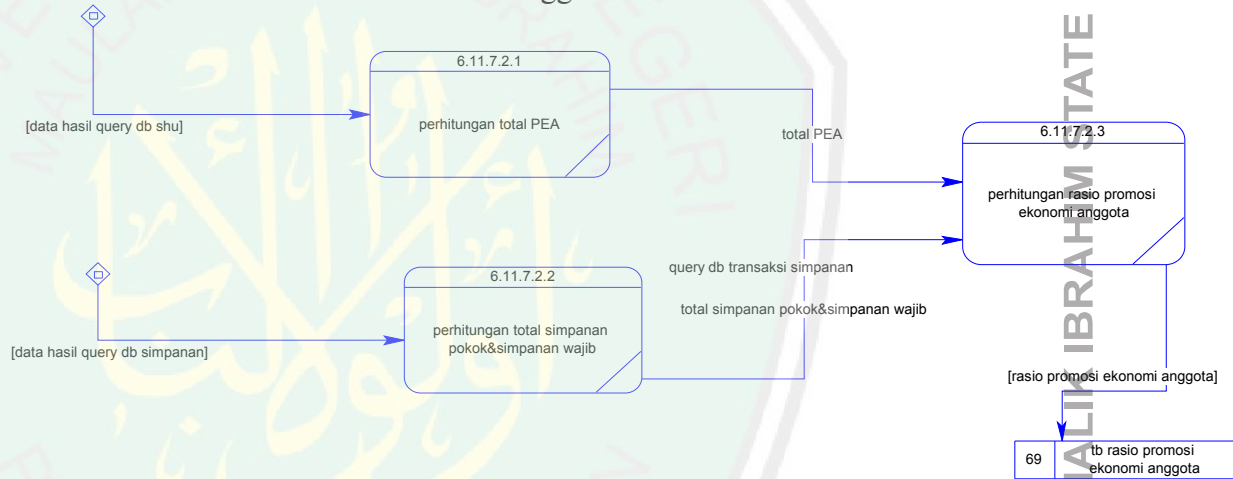 6.11.7.2.1
perhitungan total PEA
[data hasil query db shu]
total PEA
6.11.7.2.3
perhitungan rasio promosi
ekonomi anggota
6.11.7.2.2
perhitungan total simpanan
pokok&simpanan wajib
[data hasil query db simpanan]
query db transaksi simpanan
total simpanan pokok&simpanan wajib
[rasio promosi ekonomi anggota]
69
tb rasio promosi
ekonomi anggota
MALIK IBRAHIM STATE